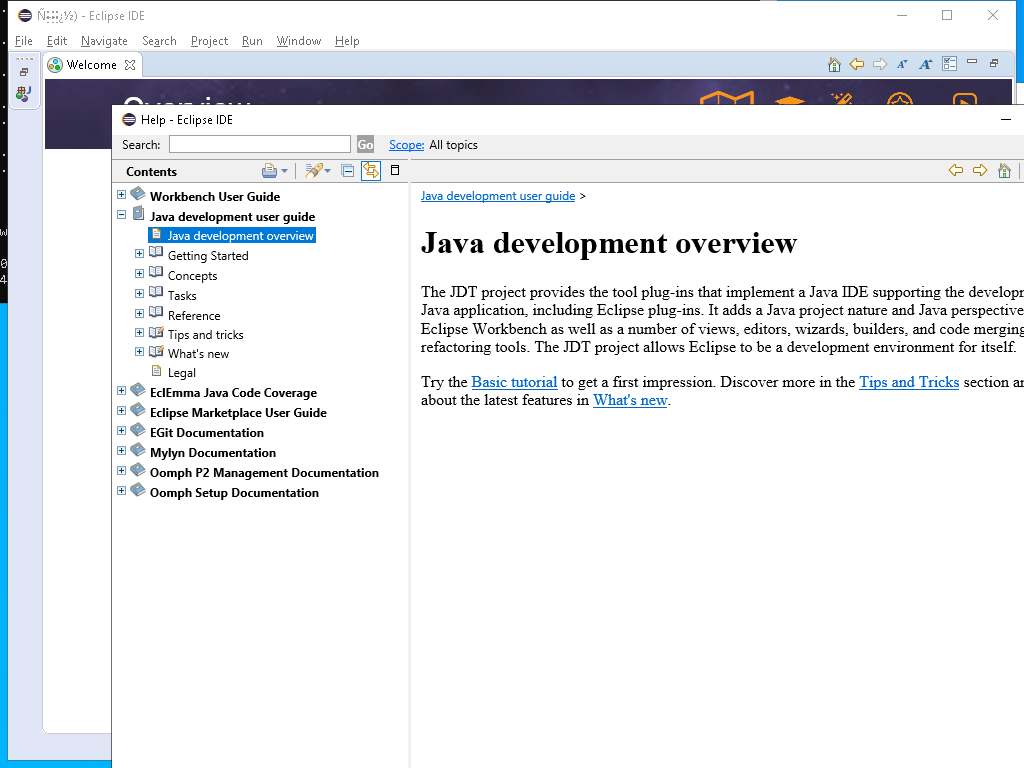 - Eclipse IDE
File Edit Navigate Search Project Run Window Help
Welcome
Overview
Help - Eclipse IDE
Search: Go Scope: All topics
Contents
Workbench User Guide
Java development user guide
Java development overview
Getting Started
Concepts
Tasks
Reference
Tips and tricks
What's new
Legal
EclEmma Java Code Coverage
Eclipse Marketplace User Guide
EGit Documentation
Mylyn Documentation
Oomph P2 Management Documentation
Oomph Setup Documentation
Java development user guide >
Java development overview
The JDT project provides the tool plug-ins that implement a Java IDE supporting the
Java application, including Eclipse plug-ins. It adds a Java project nature and Java perspective
Eclipse Workbench as well as a number of views, editors, wizards, builders, and code merging
refactoring tools. The JDT project allows Eclipse to be a development environment for itself.
Try the Basic tutorial to get a first impression. Discover more in the Tips and Tricks section
about the latest features in What's new.